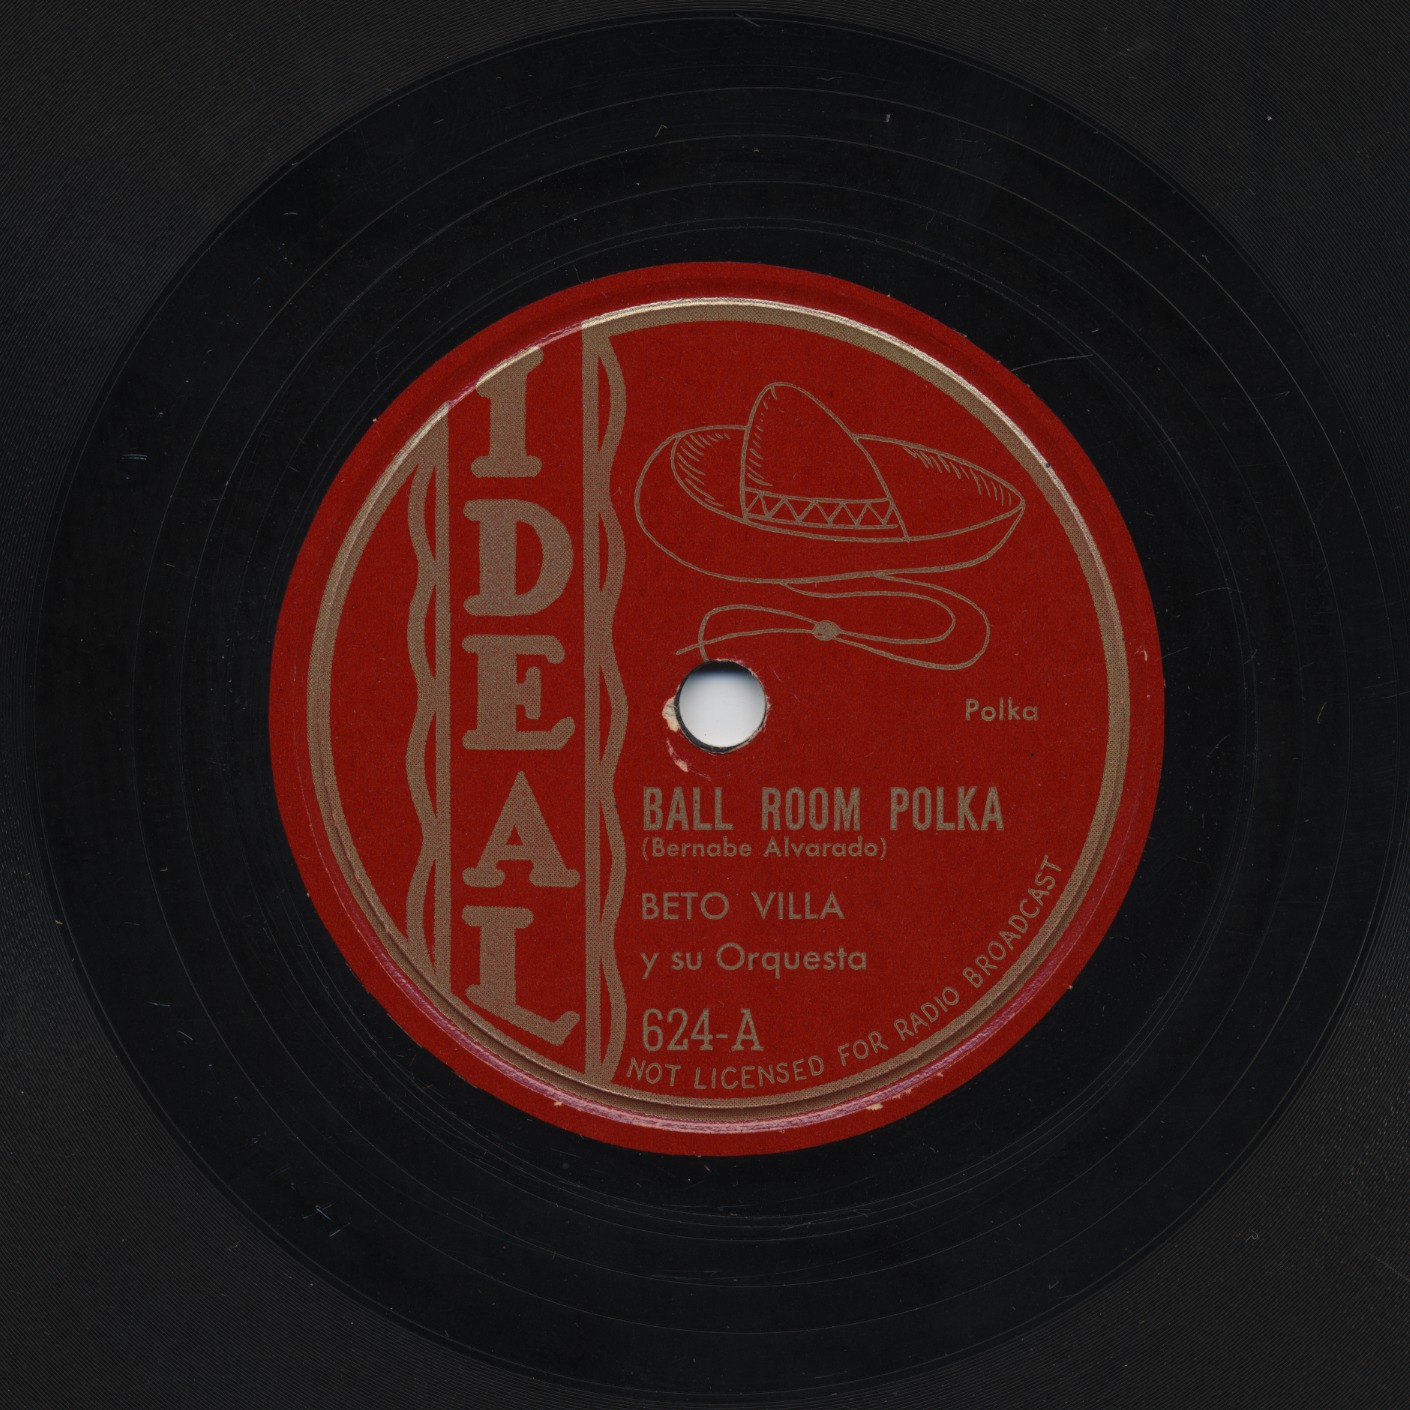 IDEAL
Polka
BALL ROOM POLKA
(Bernabe Alvarado)
BETO VILLA
y su Orquesta
624-A
NOT LICENSED FOR RADIO BROADCAST